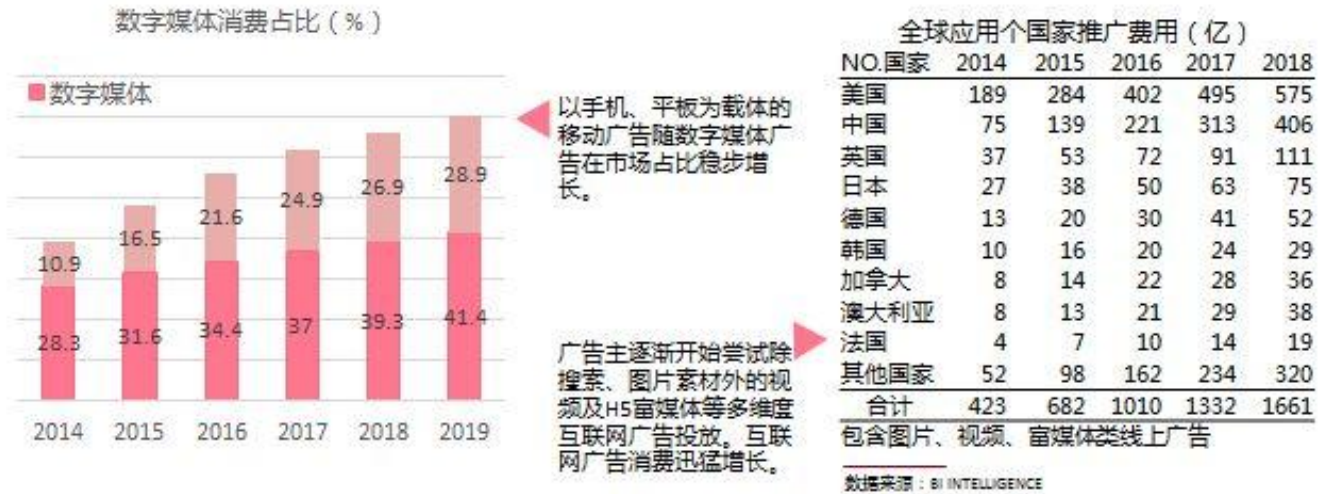 数字媒体消费占比（%）
数字媒体
10.9 16.5 21.6 24.9 26.9 28.9
28.3 31.6 34.4 37 39.3 41.4
2014 2015 2016 2017 2018 2019
以手机、平板为载体的
移动广告随数字媒体广
告在市场占比稳步增
长。
广告主逐渐开始尝试除
搜索、图片素材外的视
频及H5富媒体等多维度
互联网广告投放。互联
网广告消费迅猛增长。
全球应用个国家推广费用（亿）
NO.国家 2014 2015 2016 2017 2018
美国 189 284 402 495 575
中国 75 139 221 313 406
英国 37 53 72 91 111
日本 27 38 50 63 75
德国 13 20 30 41 52
韩国 10 16 20 24 29
加拿大 8 14 22 28 36
澳大利亚 8 13 21 29 38
法国 4 7 10 14 19
其他国家 52 98 162 234 320
合计 423 682 1010 1332 1661
包含图片、视频、富媒体类线上广告
数据来源：BI INTELLIGENCE